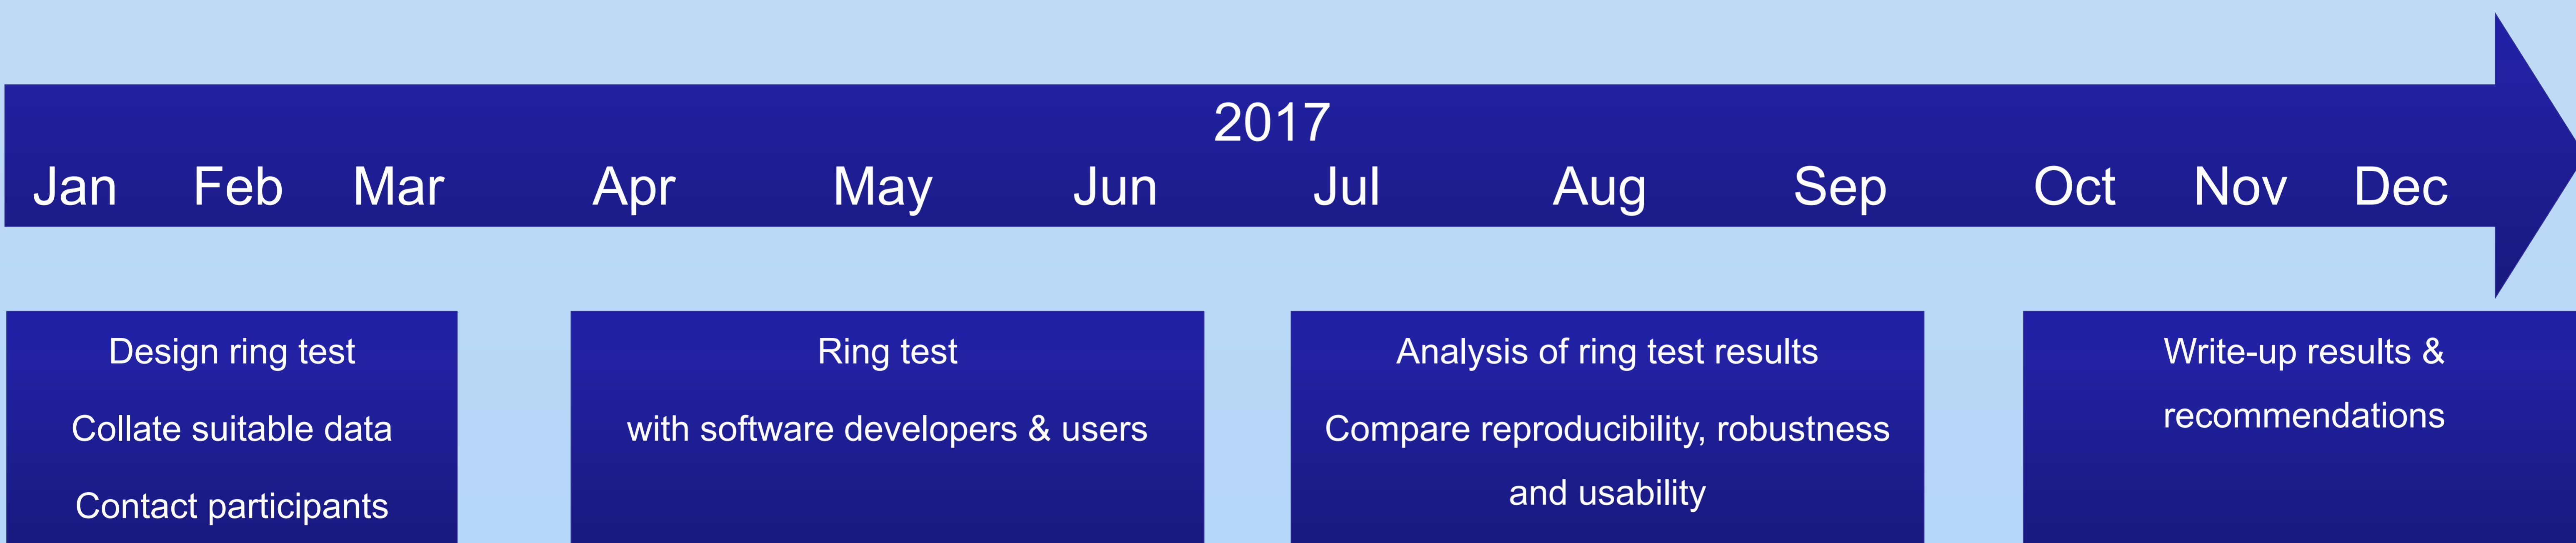 2017
Jan Feb Mar Apr May Jun Jul Aug Sep Oct Nov Dec
Design ring test
Collate suitable data
Contact participants
Ring test
with software developers & users
Analysis of ring test results
Compare reproducibility, robustness
and usability
Write-up results &
recommendations